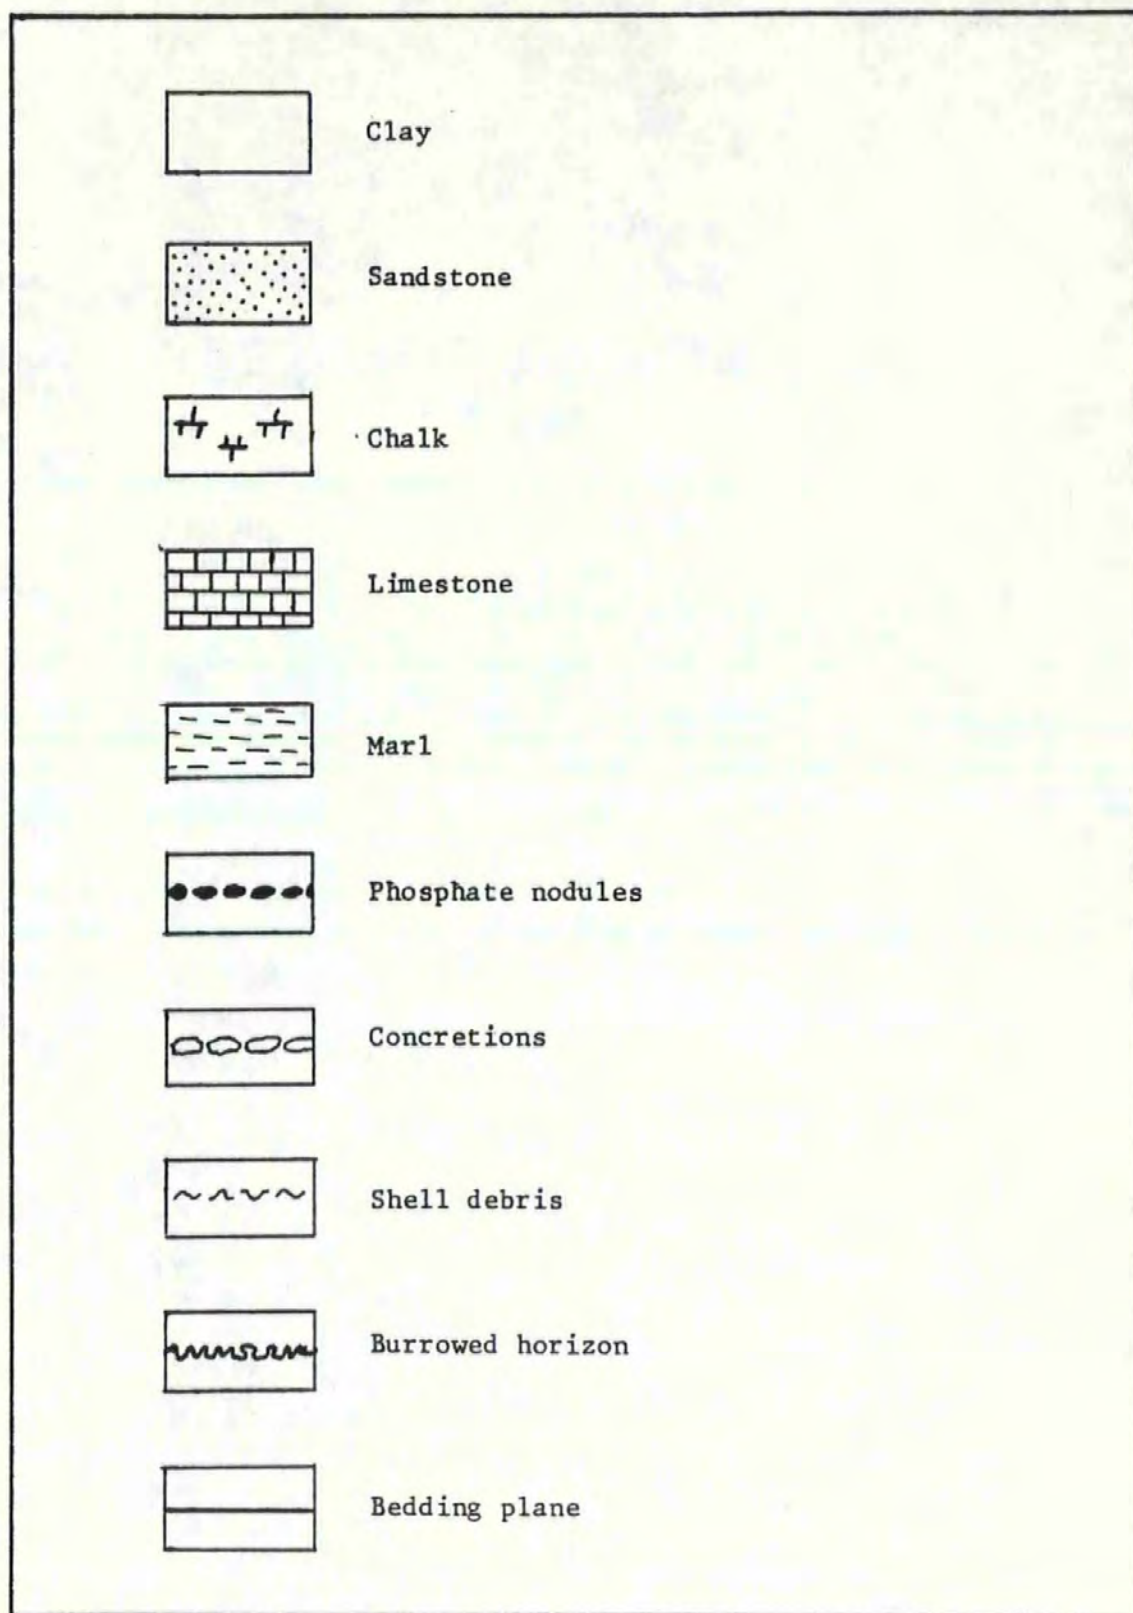 Clay
Sandstone
Chalk
Limestone
Marl
Phosphate nodules
Concretions
Shell debris
Burrowed horizon
Bedding plane